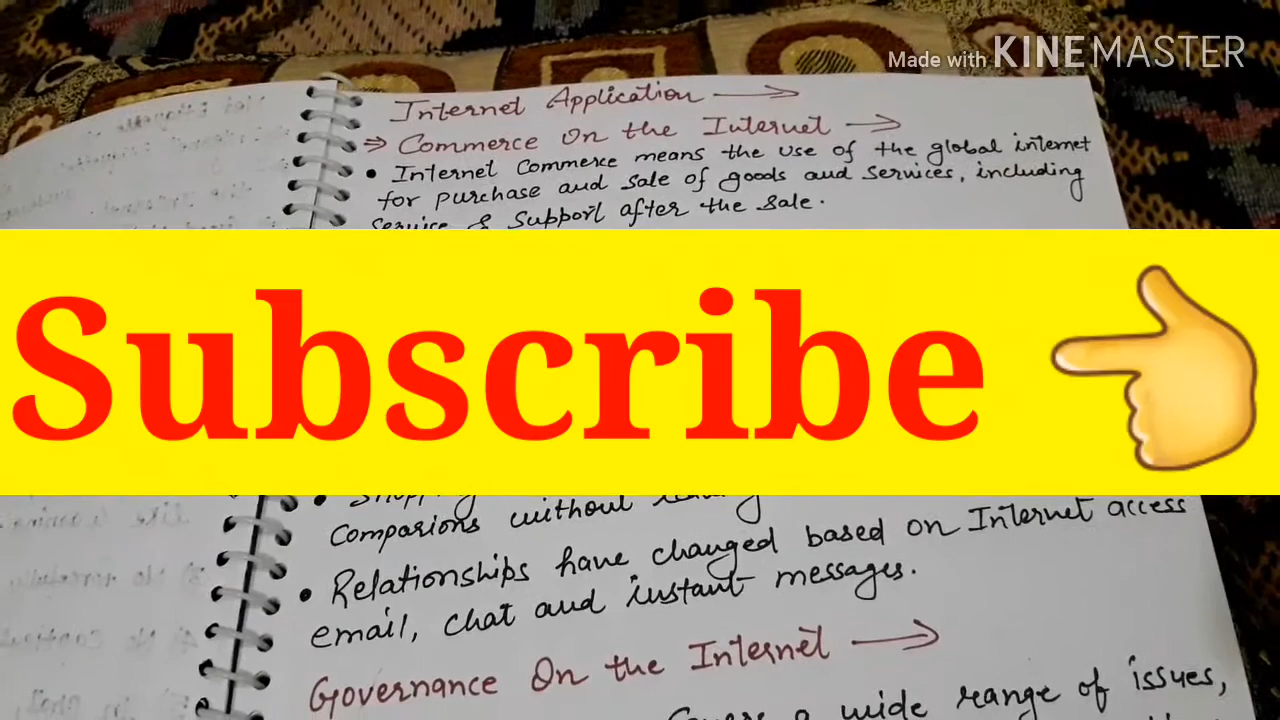 Made with KINEMASTER
Internet Application →
⇒ Commerce On the Internet →
• Internet Commerce means the use of the global internet
for purchase and sale of goods and services, including
Service & Support after the sale.
Subscribe
• Shopping
Comparions without
• Relationships have changed based on Internet access
email, chat and instant messages.
Governance On the Internet →
a wide range of issues,